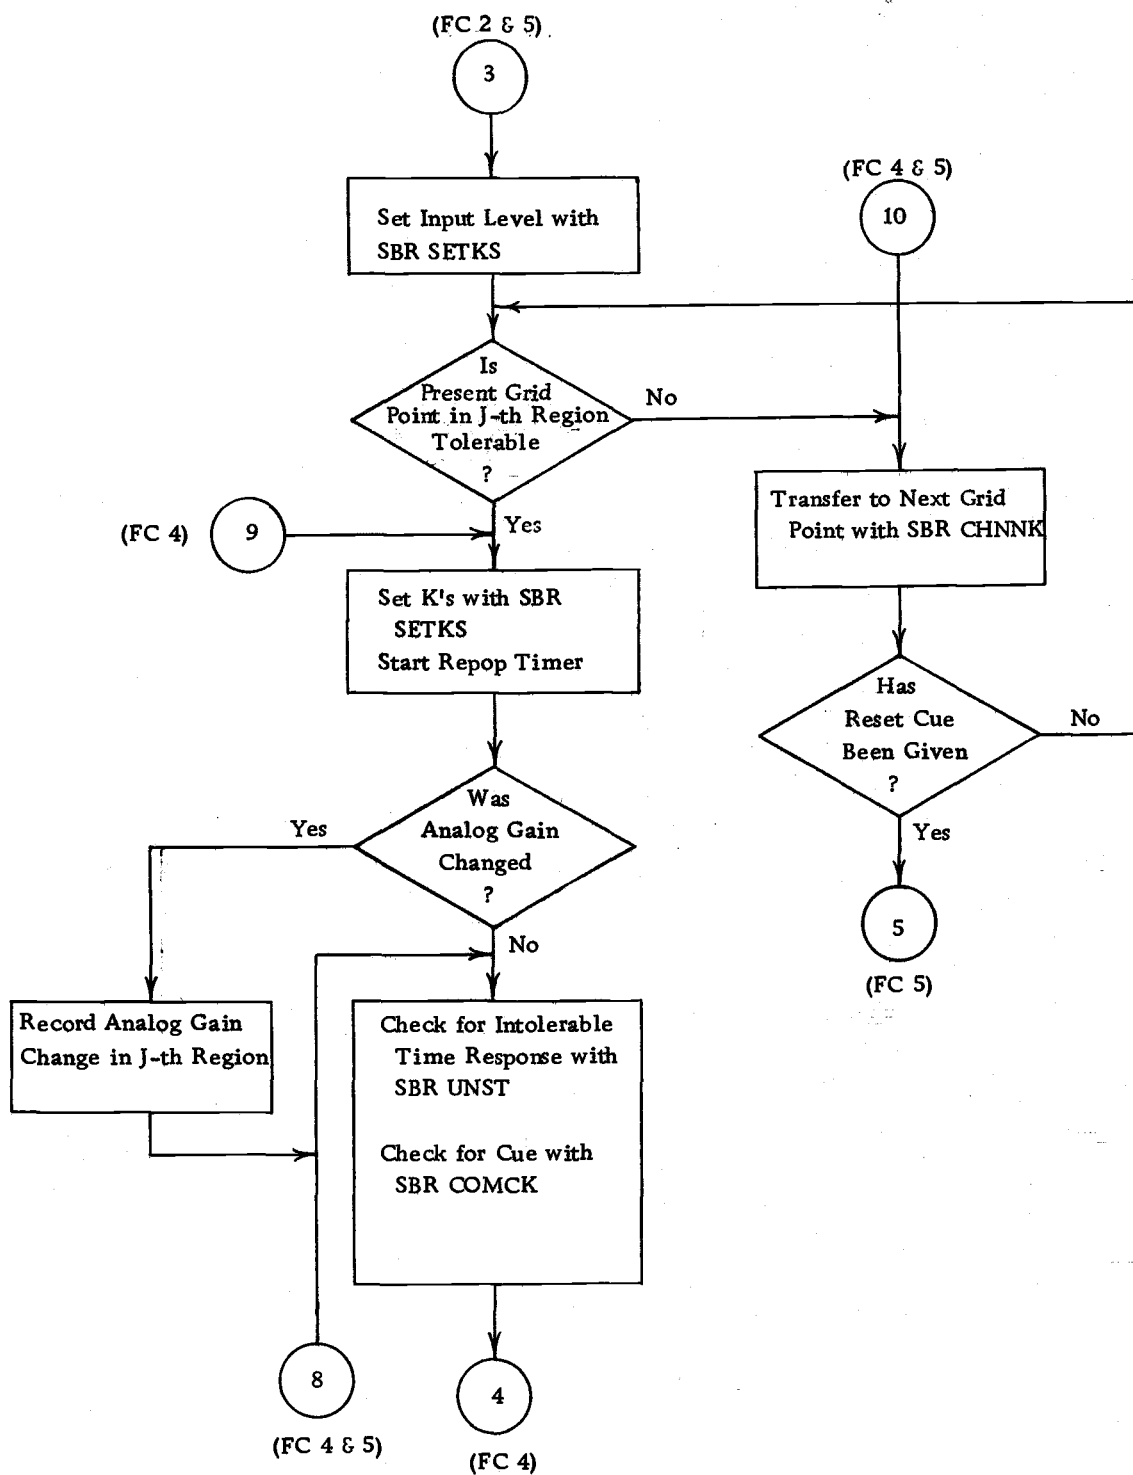 (FC 2 & 5)
3
Set Input Level with
SBR SETKS
(FC 4 & 5)
10
Is
Present Grid
Point in J-th Region
Tolerable
?
No
Yes
(FC 4)
9
Transfer to Next Grid
Point with SBR CHNNK
Set K's with SBR
SETKS
Start Repop Timer
Has
Reset Cue
Been Given
?
No
Yes
5
(FC 5)
Was
Analog Gain
Changed
?
Yes
No
Record Analog Gain
Change in J-th Region
Check for Intolerable
Time Response with
SBR UNST
Check for Cue with
SBR COMCK
8
(FC 4 & 5)
4
(FC 4)